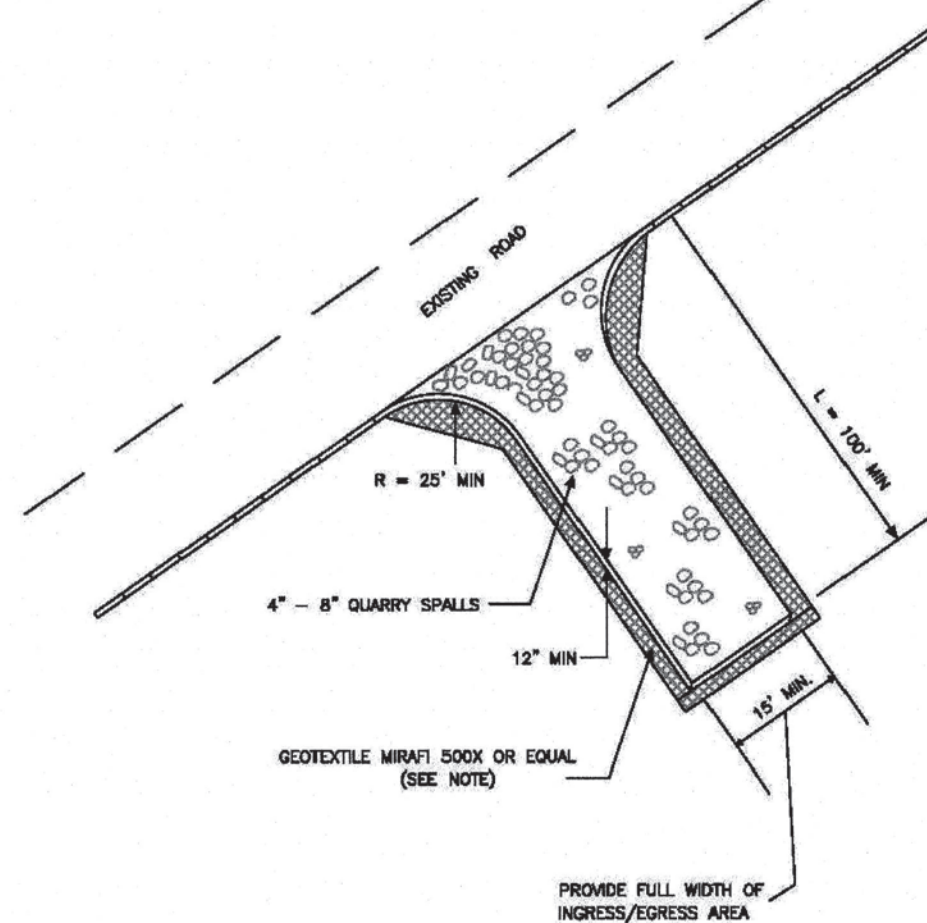 EXISTING ROAD
R = 25' MIN
L = 100' MIN
4" - 8" QUARRY SPALLS
12" MIN
15' MIN.
GEOTEXTILE MIRAFI 500X OR EQUAL
(SEE NOTE)
PROVIDE FULL WIDTH OF
INGRESS/EGRESS AREA